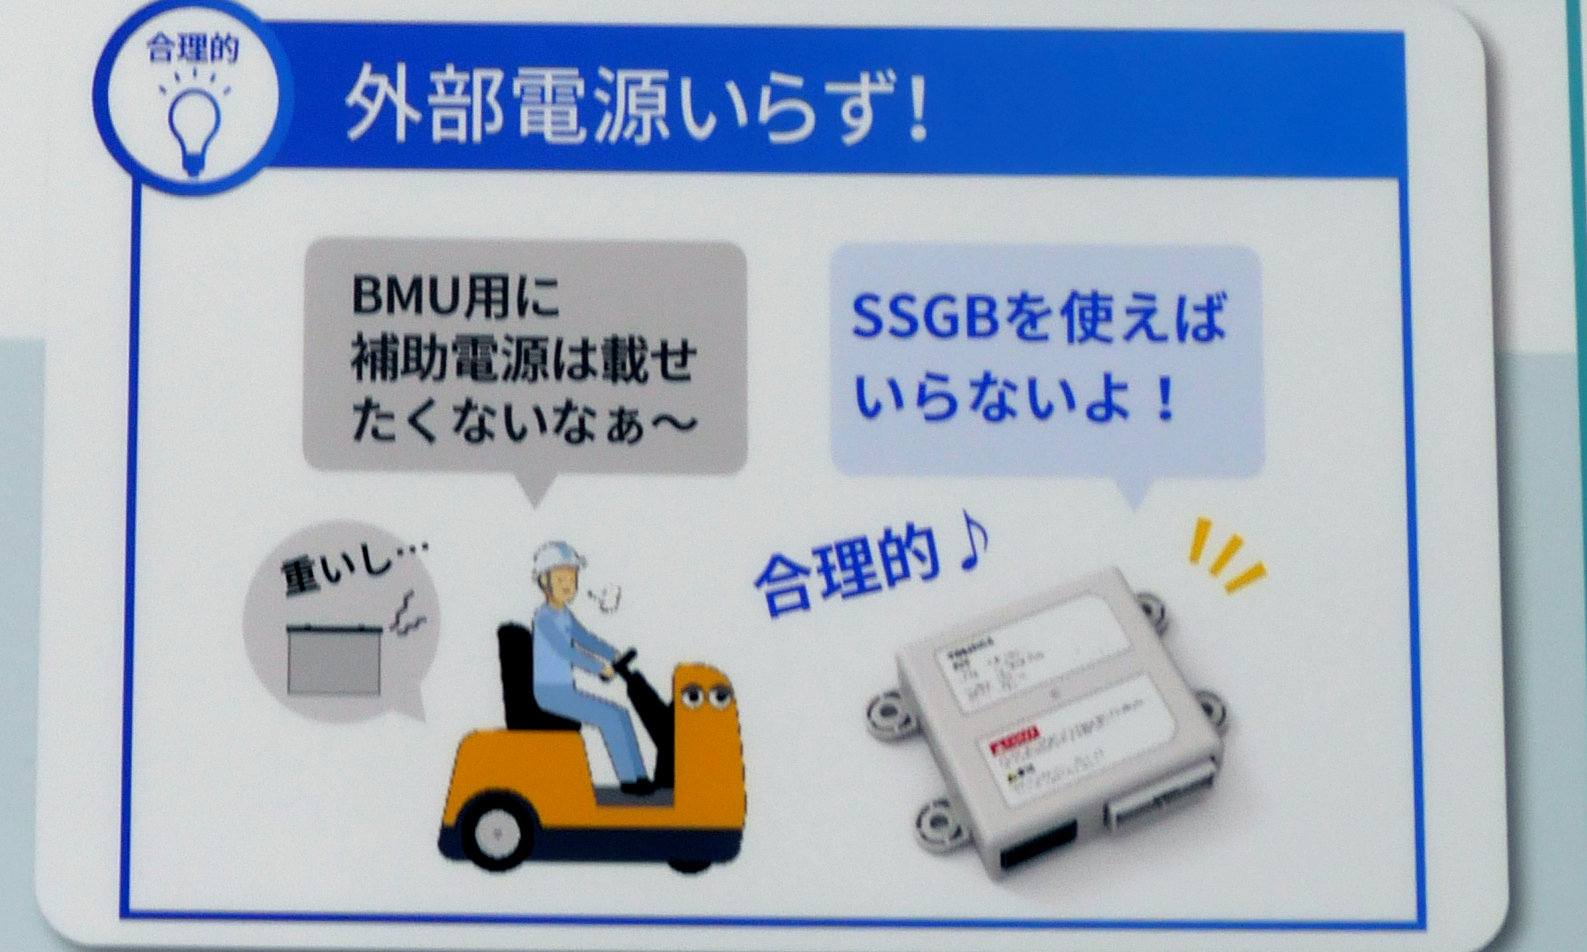 合理的
外部電源いらず!
BMU用に
補助電源は載せ
たくないなぁ～
SSGBを使えば
いらないよ！
重いし…
合理的♪
TOSHIBA